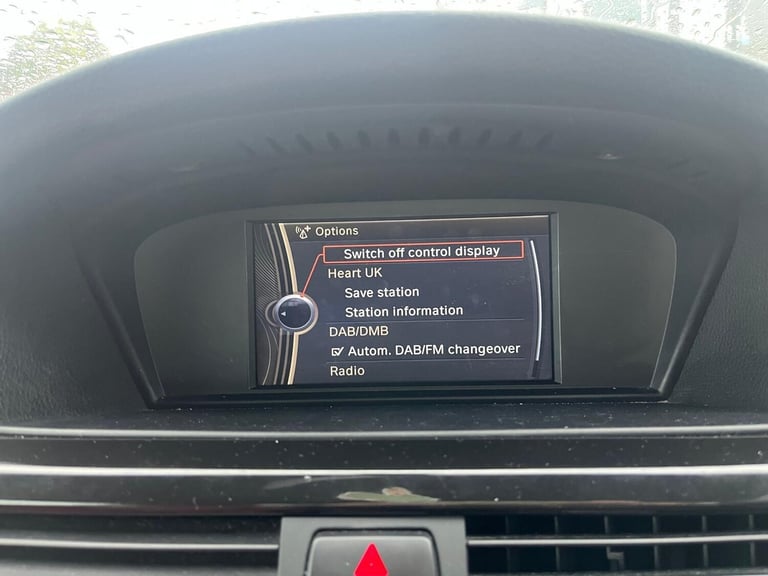 Options
Switch off control display
Heart UK
Save station
Station information
DAB/DMB
Autom. DAB/FM changeover
Radio